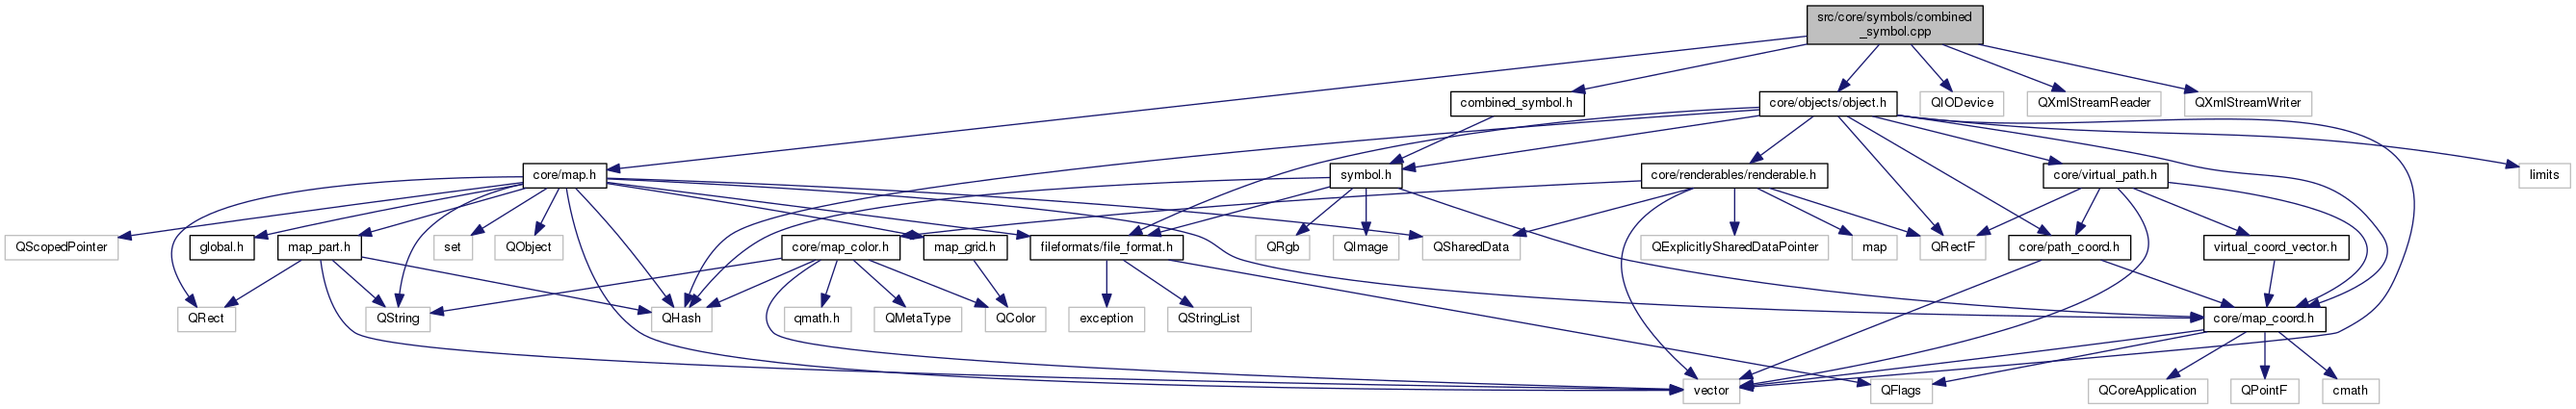 src/core/symbols/combined
_symbol.cpp
combined_symbol.h
core/objects/object.h
QIODevice
QXmlStreamReader
QXmlStreamWriter
core/map.h
symbol.h
core/renderables/renderable.h
core/virtual_path.h
limits
QScopedPointer
global.h
map_part.h
set
QObject
core/map_color.h
map_grid.h
fileformats/file_format.h
QRgb
QImage
QSharedData
QExplicitlySharedDataPointer
map
QRectF
core/path_coord.h
virtual_coord_vector.h
QRect
QString
QHash
qmath.h
QMetaType
QColor
exception
QStringList
core/map_coord.h
vector
QFlags
QCoreApplication
QPointF
cmath